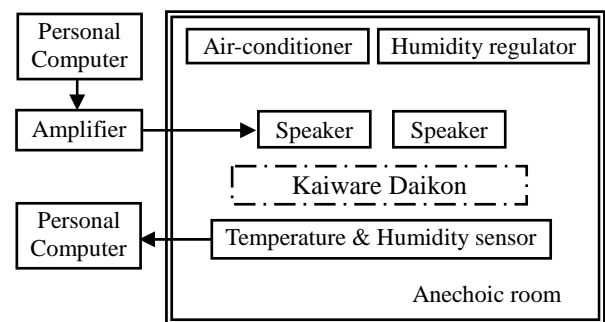 Personal
Computer
Air-conditioner
Humidity regulator
Amplifier
Speaker
Speaker
Kaiware Daikon
Personal
Computer
Temperature & Humidity sensor
Anechoic room